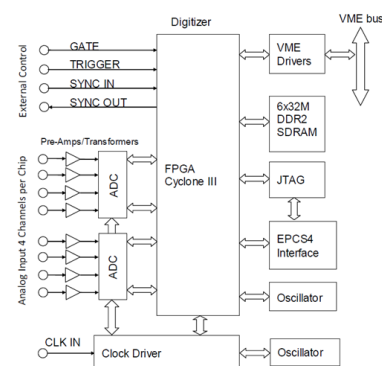 Digitizer
VME bus
External Control
GATE
TRIGGER
SYNC IN
SYNC OUT
VME
Drivers
6x32M
DDR2
SDRAM
Pre-Amps/Transformers
Analog Input 4 Channels per Chip
ADC
ADC
FPGA
Cyclone III
JTAG
EPCS4
Interface
Oscillator
CLK IN
Clock Driver
Oscillator